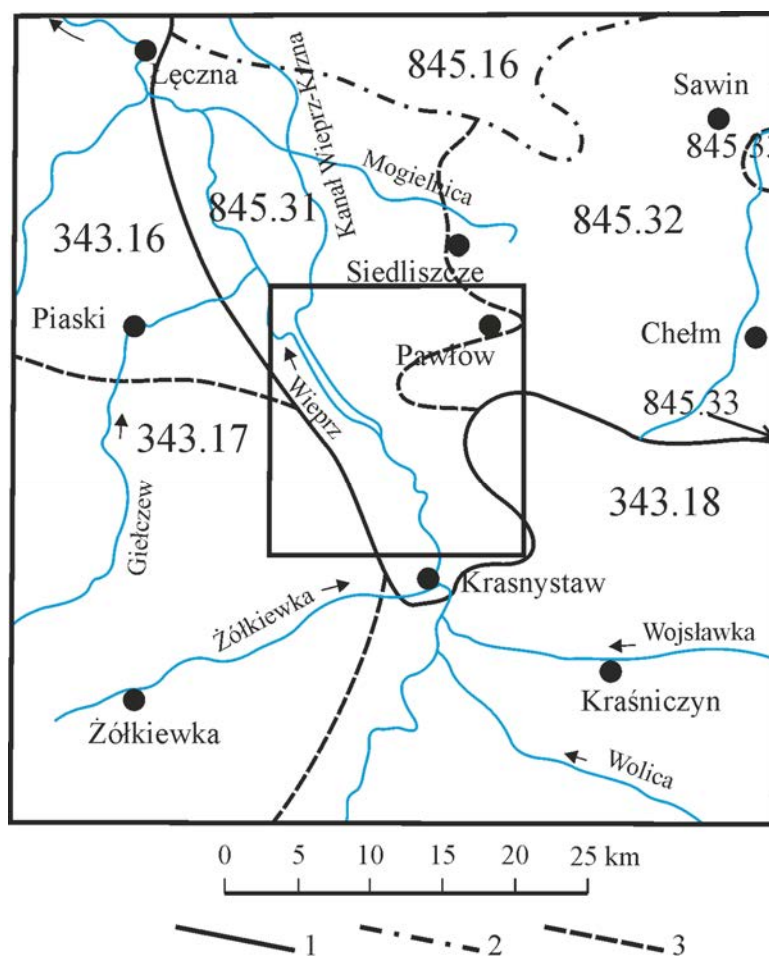 Łęczna
845.16
Sawin
845.3
Kanał Wieprz-Krzna
Mogielnica
343.16
845.31
845.32
Siedliszcze
Piaski
Pawłów
Chełm
Wieprz
845.33
343.17
343.18
Giełczew
Krasnystaw
Żółkiewka
Wojsławka
Kraśniczyn
Żółkiewka
Wolica
0 5 10 15 20 25 km
1 2 3